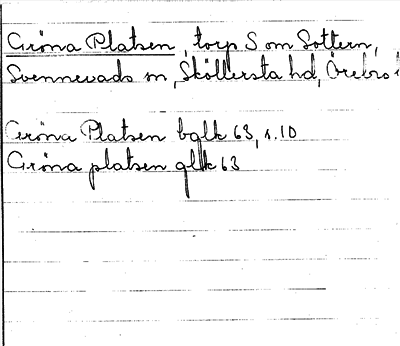 Gröna Platsen, torp S om Sottern,
Svennevads sn, Sköllersta hd, Örebro
Gröna Platsen bglk 63, s. 10
Gröna platsen glk 63